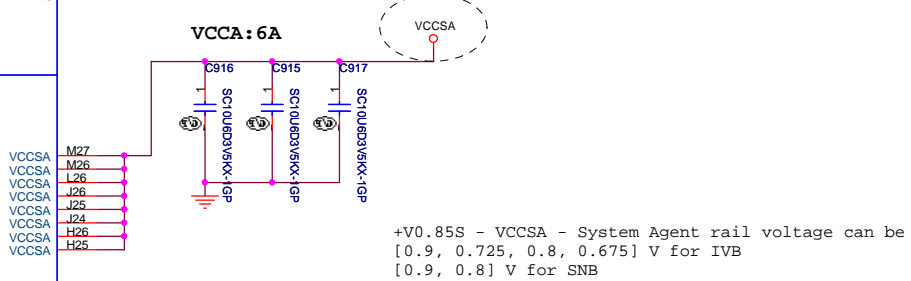 VCCA:6A
VCCSA
C916
C915
C917
1
1
1
SC10U6D3V5KX-1GP
SC10U6D3V5KX-1GP
SC10U6D3V5KX-1GP
VCCSA M27
VCCSA M26
VCCSA L26
VCCSA J26
VCCSA J25
VCCSA J24
VCCSA H26
VCCSA H25
+V0.85S - VCCSA - System Agent rail voltage can be
[0.9, 0.725, 0.8, 0.675] V for IVB
[0.9, 0.8] V for SNB